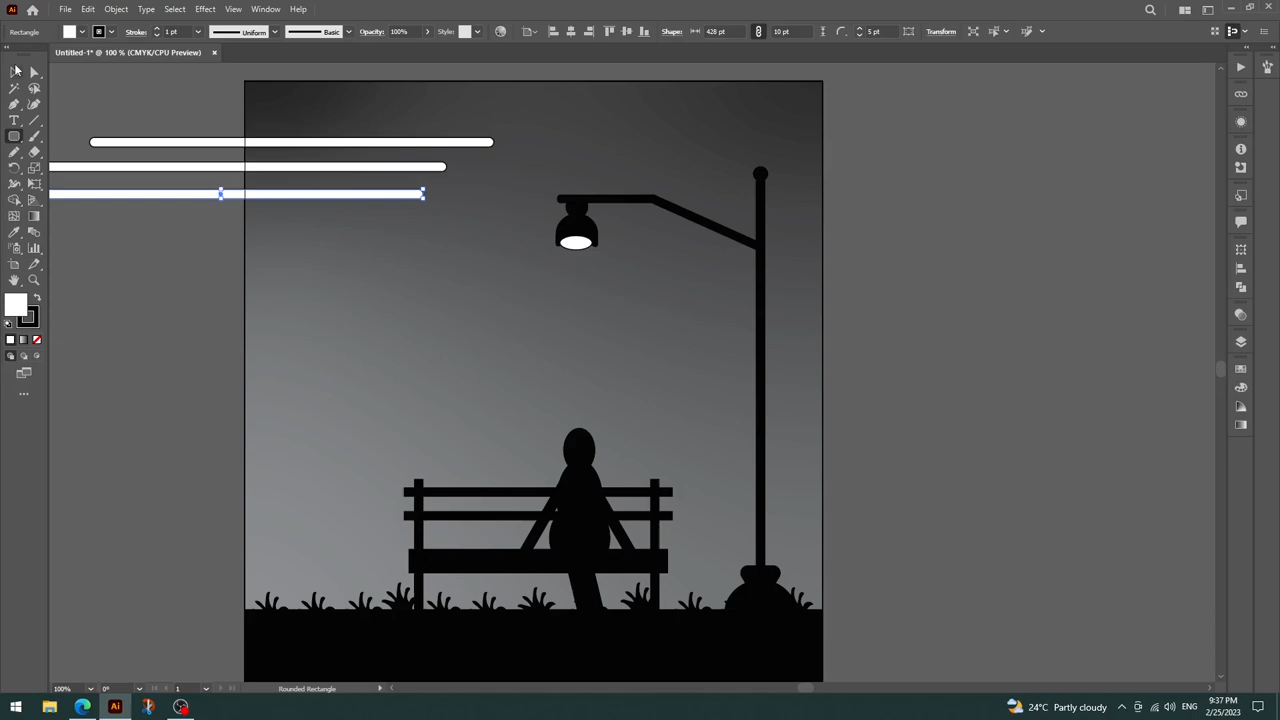 Ai File Edit Object Type Select Effect View Window Help
Rectangle Stroke: 1 pt Uniform Basic Opacity: 100% Style: Shape: 428 pt 10 pt 5 pt Transform
Untitled-1* @ 100 % (CMYK/CPU Preview) ×
100% 0° 1 Rounded Rectangle
Ai 24°C Partly cloudy ENG 9:37 PM
2/25/2023